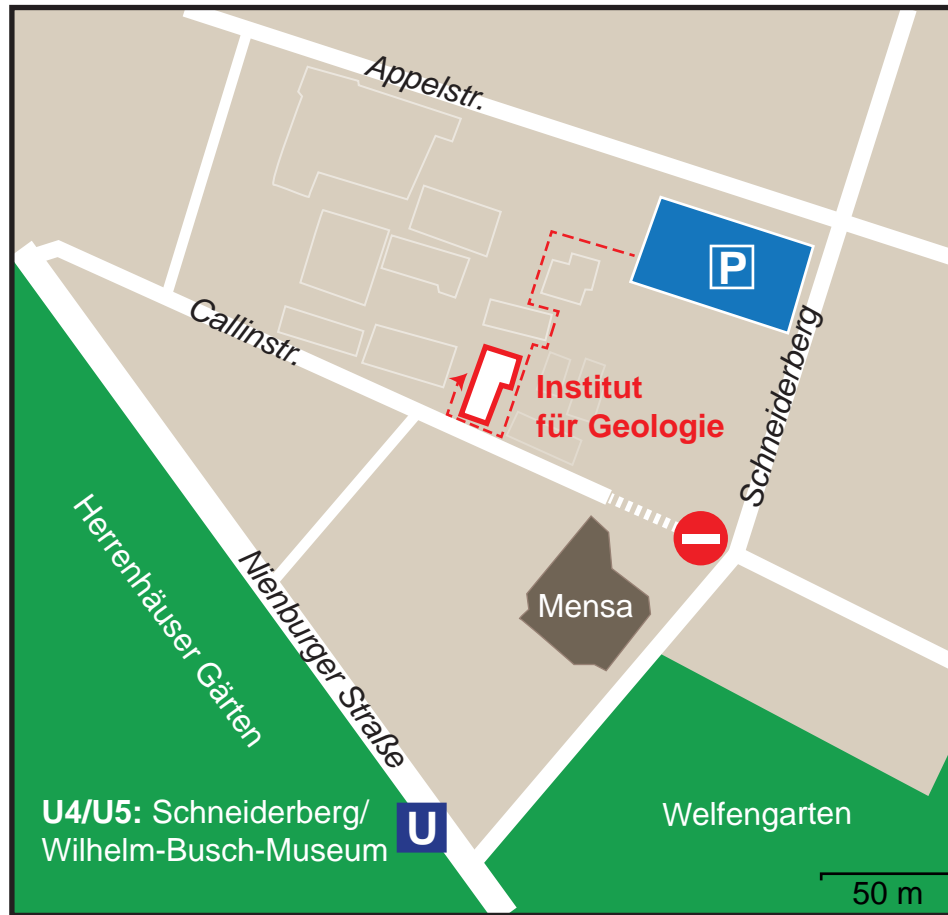 Appelstr.
P
Callinstr.
Schneiderberg
Institut
für Geologie
Herrenhäuser Gärten
Nienburger Straße
Mensa
U4/U5: Schneiderberg/
Wilhelm-Busch-Museum
U
Welfengarten
50 m